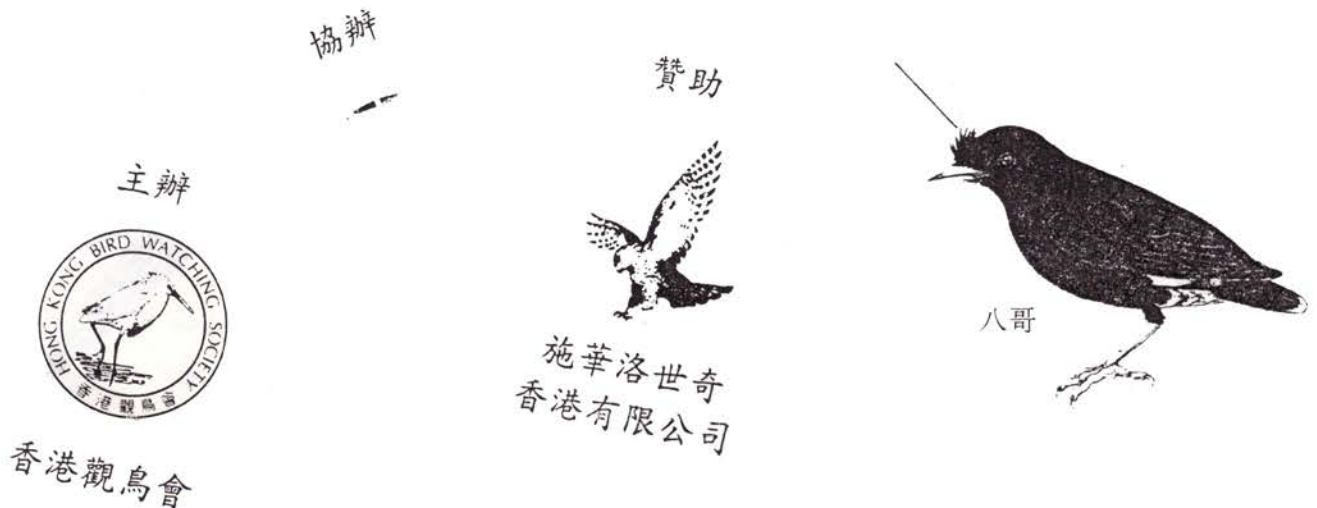 協辦
贊助
主辦
HONG KONG BIRD WATCHING SOCIETY
香港觀鳥會
香港觀鳥會
施華洛世奇
香港有限公司
八哥